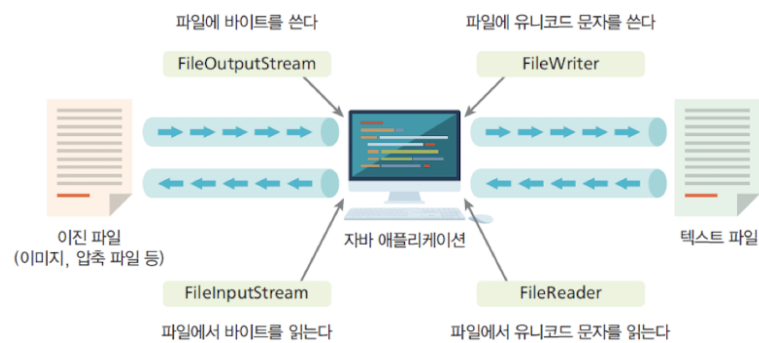 파일에 바이트를 쓴다
파일에 유니코드 문자를 쓴다
FileOutputStream
FileWriter
이진 파일
(이미지, 압축 파일 등)
자바 애플리케이션
텍스트 파일
FileInputStream
FileReader
파일에서 바이트를 읽는다
파일에서 유니코드 문자를 읽는다